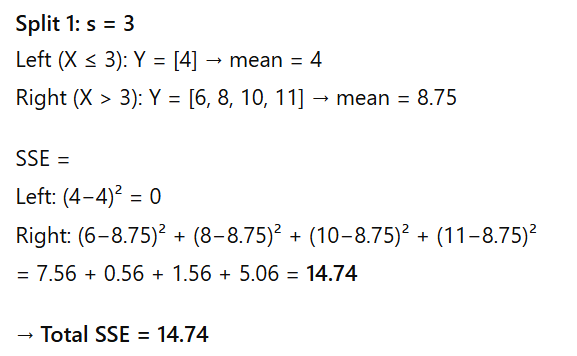 Split 1: s = 3
Left (X ≤ 3): Y = [4] → mean = 4
Right (X > 3): Y = [6, 8, 10, 11] → mean = 8.75
SSE =
Left: (4−4)² = 0
Right: (6−8.75)² + (8−8.75)² + (10−8.75)² + (11−8.75)²
= 7.56 + 0.56 + 1.56 + 5.06 = 14.74
→ Total SSE = 14.74